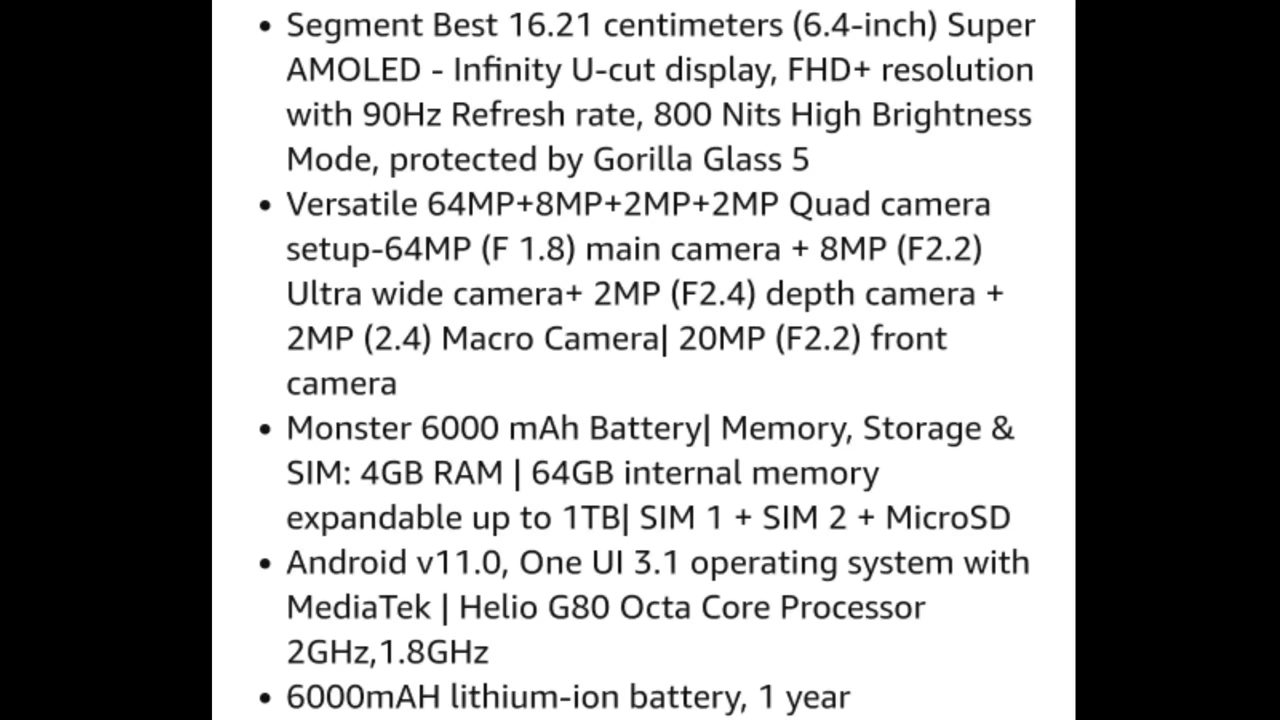 • Segment Best 16.21 centimeters (6.4-inch) Super
AMOLED - Infinity U-cut display, FHD+ resolution
with 90Hz Refresh rate, 800 Nits High Brightness
Mode, protected by Gorilla Glass 5
• Versatile 64MP+8MP+2MP+2MP Quad camera
setup-64MP (F 1.8) main camera + 8MP (F2.2)
Ultra wide camera+ 2MP (F2.4) depth camera +
2MP (2.4) Macro Camera| 20MP (F2.2) front
camera
• Monster 6000 mAh Battery| Memory, Storage &
SIM: 4GB RAM | 64GB internal memory
expandable up to 1TB| SIM 1 + SIM 2 + MicroSD
• Android v11.0, One UI 3.1 operating system with
MediaTek | Helio G80 Octa Core Processor
2GHz,1.8GHz
• 6000mAH lithium-ion battery, 1 year